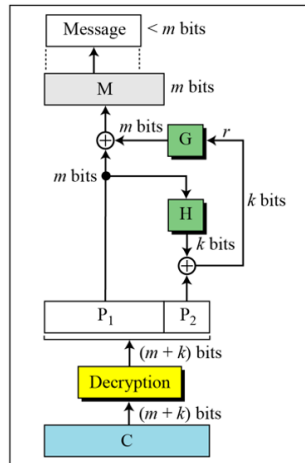 Message < m bits
M m bits
m bits G r
m bits
k bits
H
k bits
P₁ P₂
(m + k) bits
Decryption
(m + k) bits
C